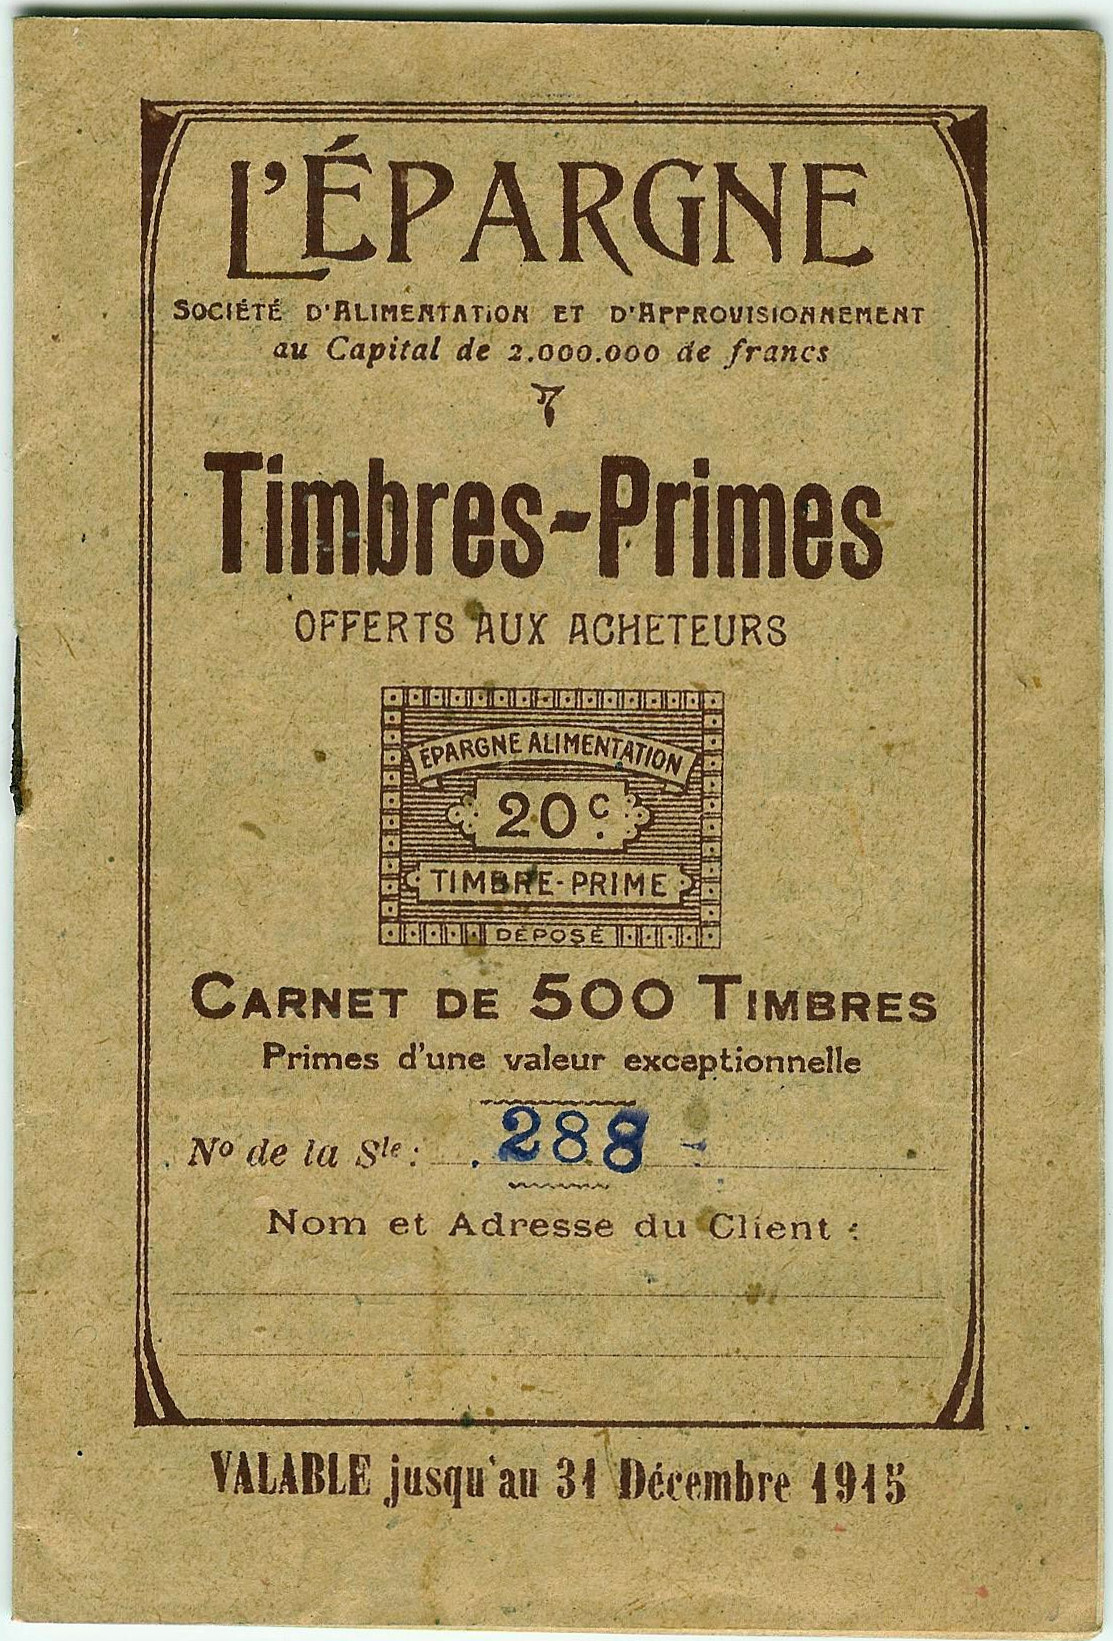 L'ÉPARGNE
SOCIÉTÉ D'ALIMENTATION ET D'APPROVISIONNEMENT
au Capital de 2.000.000 de francs
Timbres-Primes
OFFERTS AUX ACHETEURS
ÉPARGNE ALIMENTATION
20 C.
TIMBRE-PRIME
DÉPOSÉ
CARNET DE 500 TIMBRES
Primes d'une valeur exceptionnelle
No de la Sle : 288
Nom et Adresse du Client :
VALABLE jusqu'au 31 Décembre 1915